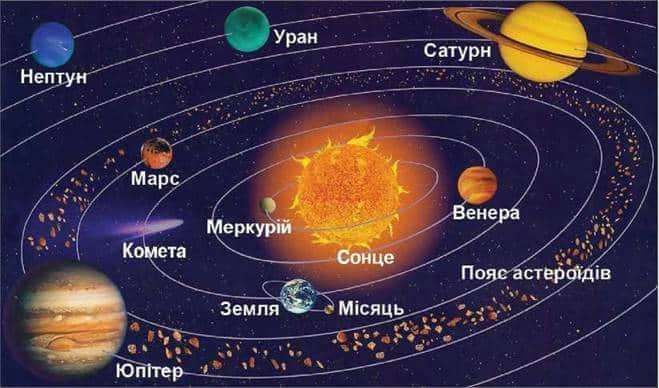 Уран
Сатурн
Нептун
Марс
Меркурій
Венера
Комета
Сонце
Пояс астероїдів
Земля
Місяць
Юпітер